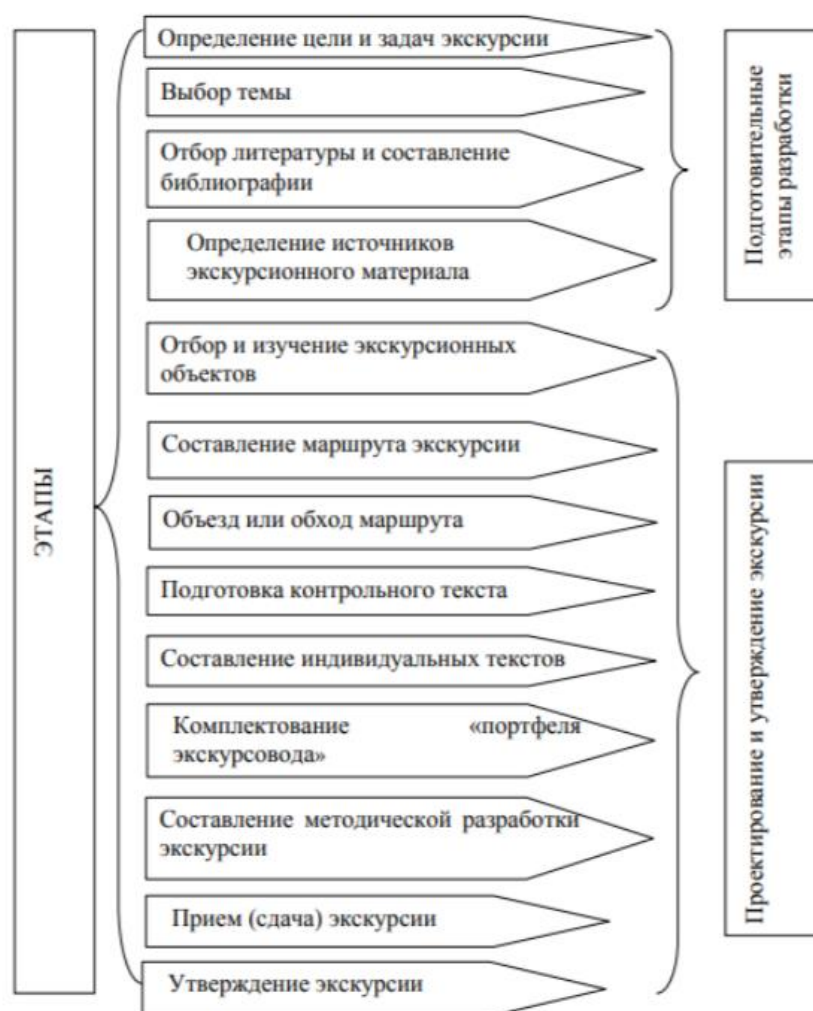 ЭТАПЫ
Определение цели и задач экскурсии
Выбор темы
Отбор литературы и составление
библиографии
Определение источников
экскурсионного материала
Отбор и изучение экскурсионных
объектов
Составление маршрута экскурсии
Объезд или обход маршрута
Подготовка контрольного текста
Составление индивидуальных текстов
Комплектование «портфеля
экскурсовода»
Составление методической разработки
экскурсии
Прием (сдача) экскурсии
Утверждение экскурсии
Подготовительные
этапы разработки
Проектирование и утверждение экскурсии